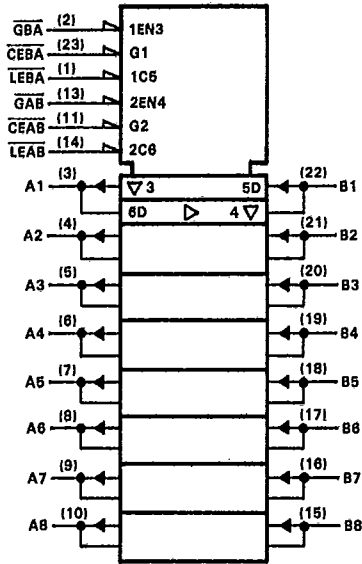 GBA (2) 1EN3
CEBA (23) G1
LEBA (1) 1C5
GAB (13) 2EN4
CEAB (11) G2
LEAB (14) 2C6
A1 (3) 3 5D (22) B1
6D 4
A2 (4) (21) B2
A3 (5) (20) B3
A4 (6) (19) B4
A5 (7) (18) B5
A6 (8) (17) B6
A7 (9) (16) B7
A8 (10) (15) B8